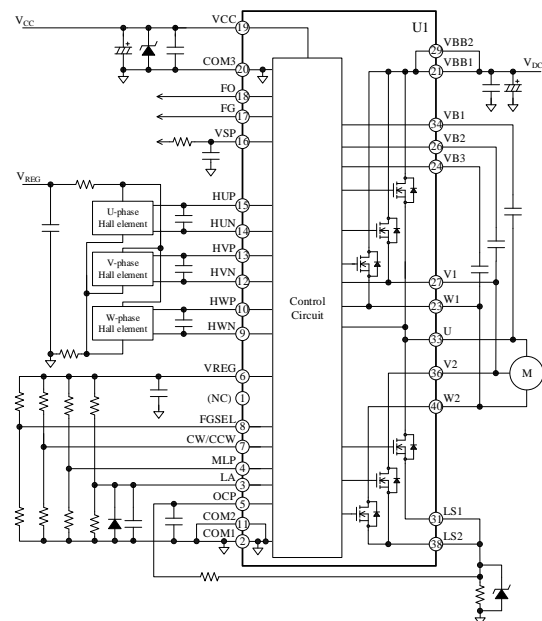 U1
VCC
VCC
19
COM3
20
FO
18
FG
17
VSP
16
VREG
HUP
15
U-phase
Hall element
HUN
14
HVP
13
V-phase
Hall element
HVN
12
HWP
10
W-phase
Hall element
HWN
9
VREG
6
(NC)
1
FGSEL
8
CW/CCW
7
MLP
4
LA
3
OCP
5
COM2
11
COM1
2
Control
Circuit
29
VBB2
21
VBB1
VDC
34
VB1
26
VB2
24
VB3
27
V1
23
W1
33
U
36
V2
M
40
W2
31
LS1
38
LS2